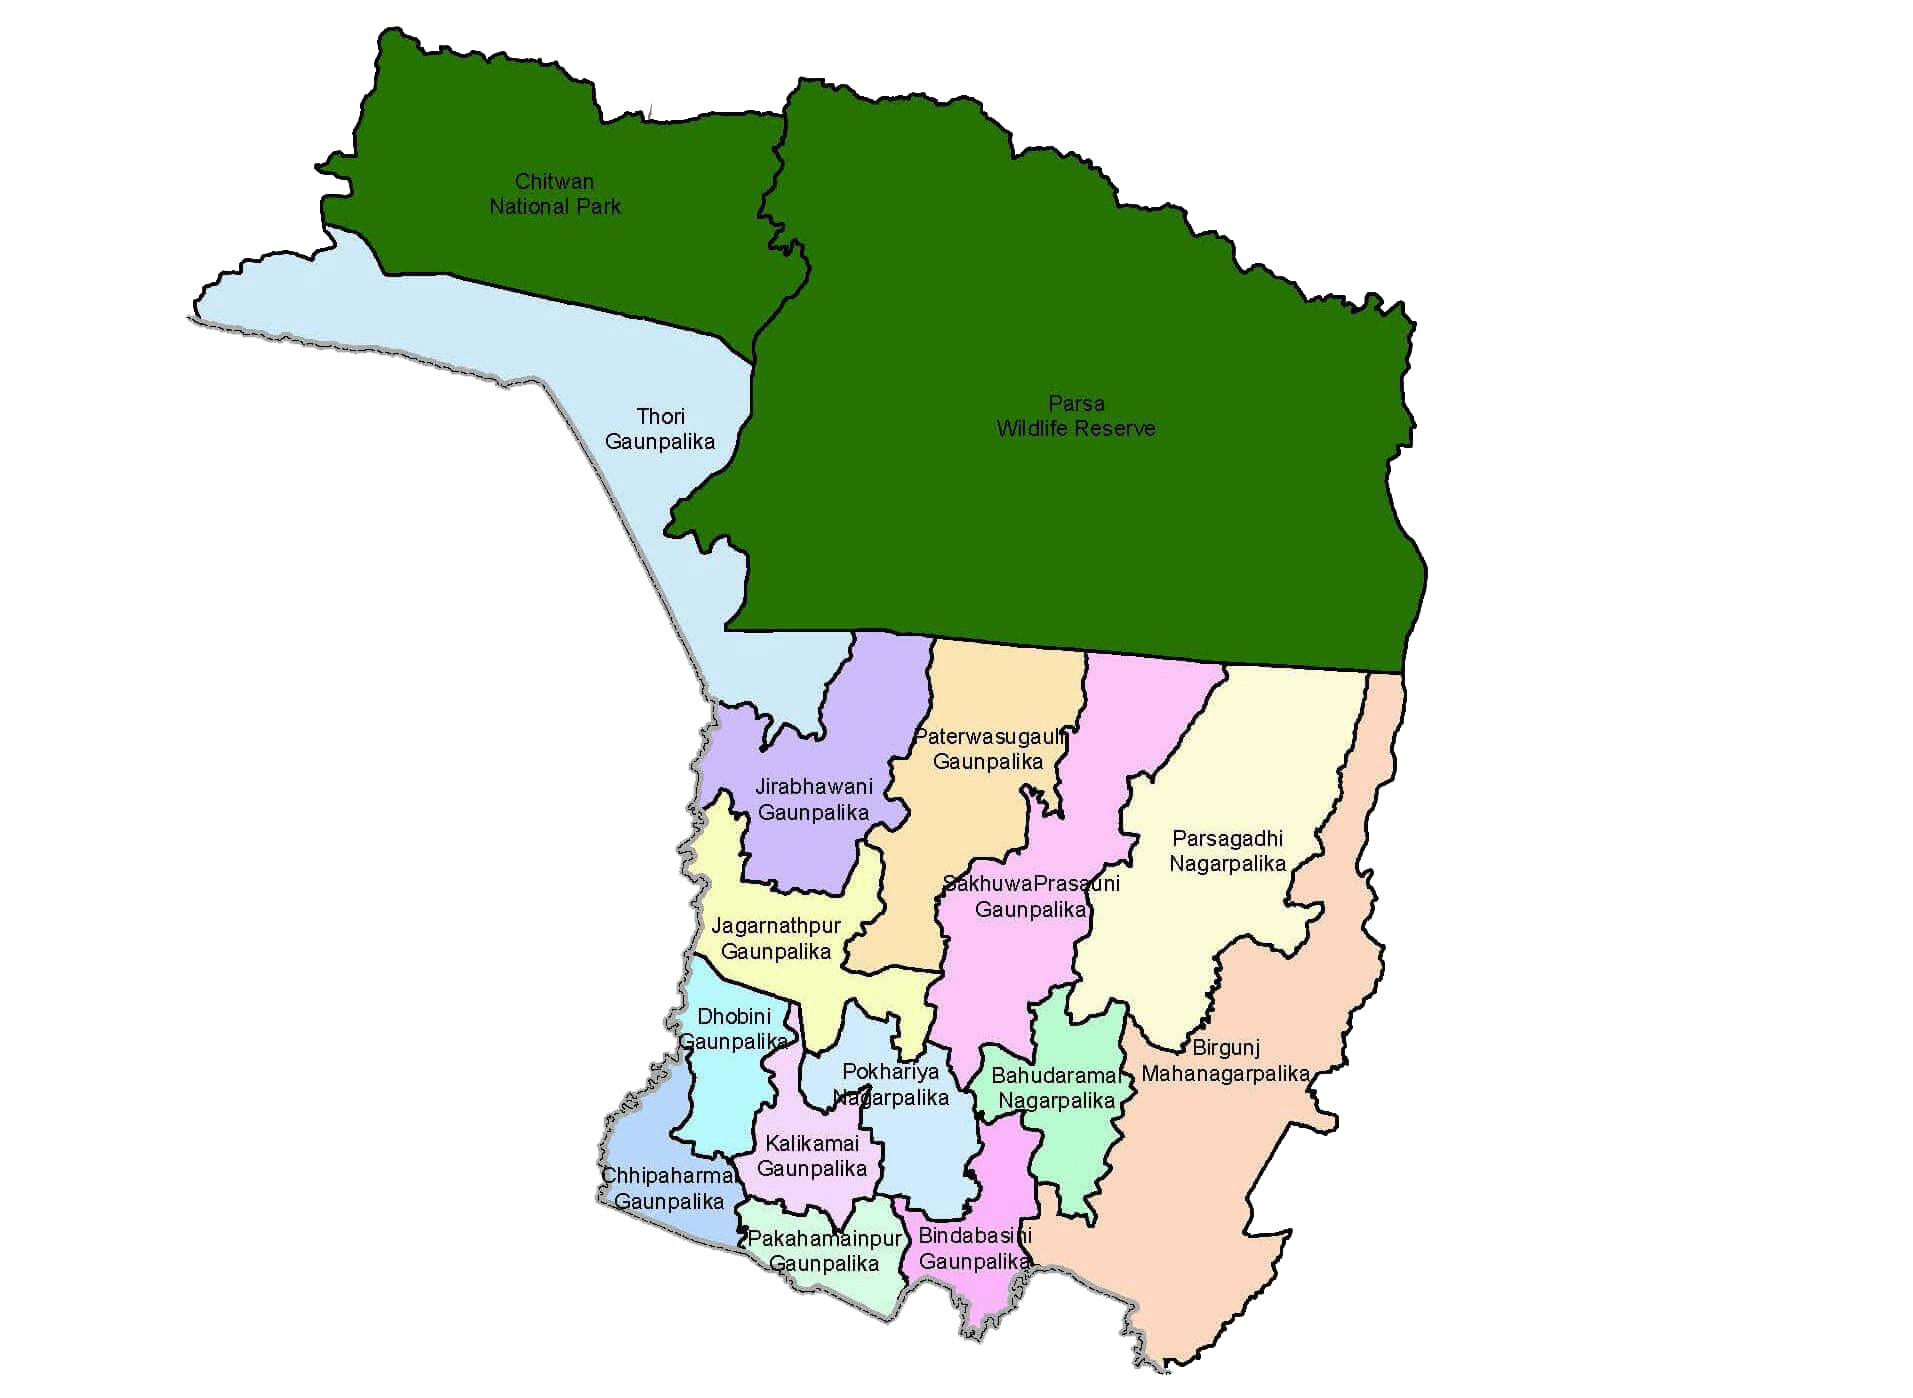 Chitwan
National Park
Parsa
Wildlife Reserve
Thori
Gaunpalika
Paterwasugauli
Gaunpalika
Jirabhawani
Gaunpalika
Parsagadhi
Nagarpalika
SakhuwaPrasauni
Gaunpalika
Jagarnathpur
Gaunpalika
Dhobini
Gaunpalika
Birgunj
Mahanagarpalika
Pokhariya
Nagarpalika
Bahudaramai
Nagarpalika
Kalikamai
Gaunpalika
Chhipaharmai
Gaunpalika
Pakahamainpur
Gaunpalika
Bindabasini
Gaunpalika